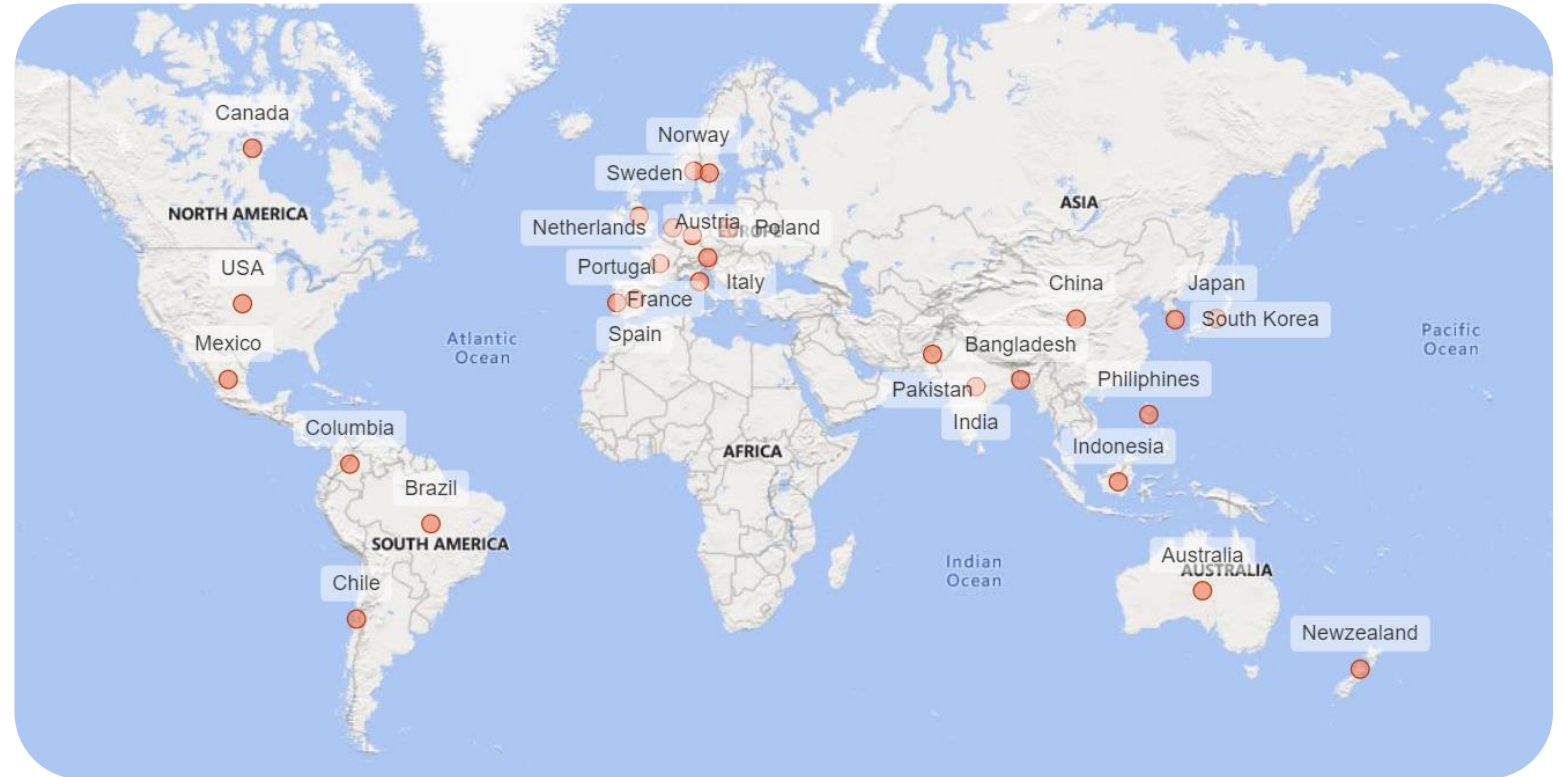 Canada
Norway
Sweden
NORTH AMERICA
ASIA
Netherlands
Austria
Poland
EUROPE
USA
Portugal
Italy
China
Japan
France
South Korea
Spain
Atlantic
Ocean
Pacific
Ocean
Mexico
Bangladesh
Pakistan
Philiphines
India
Columbia
AFRICA
Indonesia
Brazil
SOUTH AMERICA
Indian
Ocean
Australia
AUSTRALIA
Chile
Newzealand